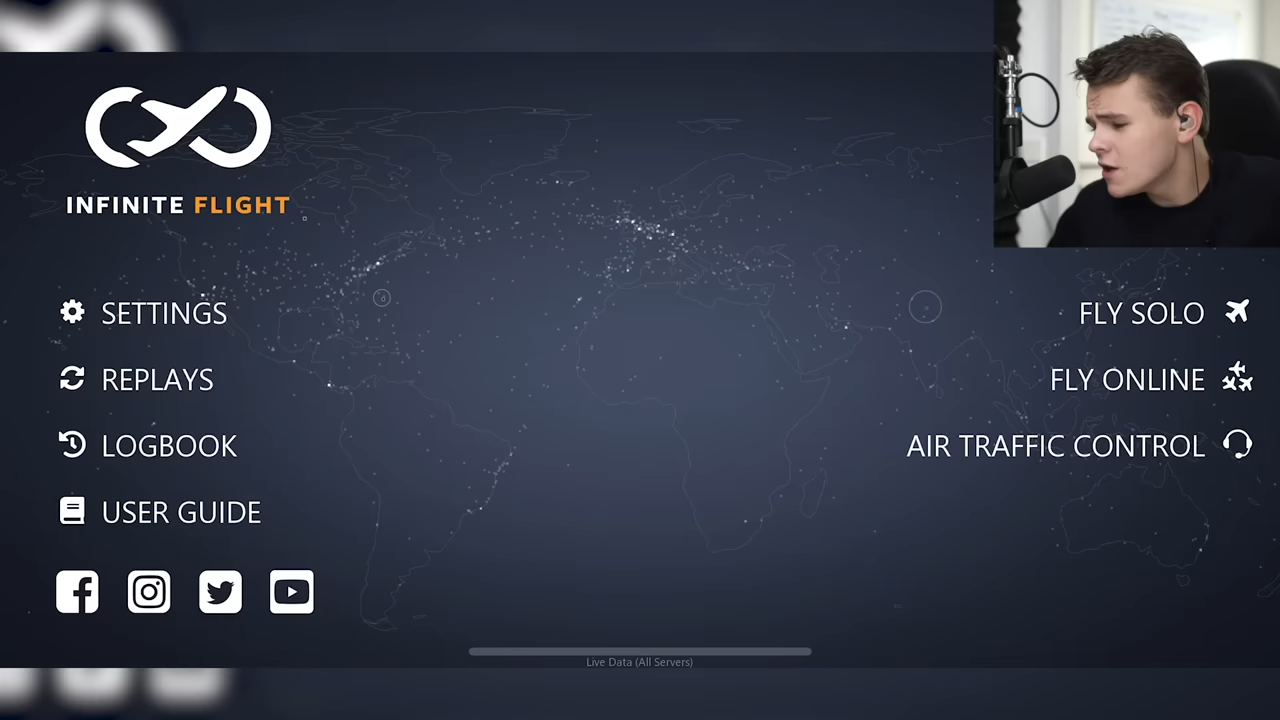 INFINITE FLIGHT
SETTINGS
REPLAYS
LOGBOOK
USER GUIDE
FLY SOLO
FLY ONLINE
AIR TRAFFIC CONTROL
Live Data (All Servers)